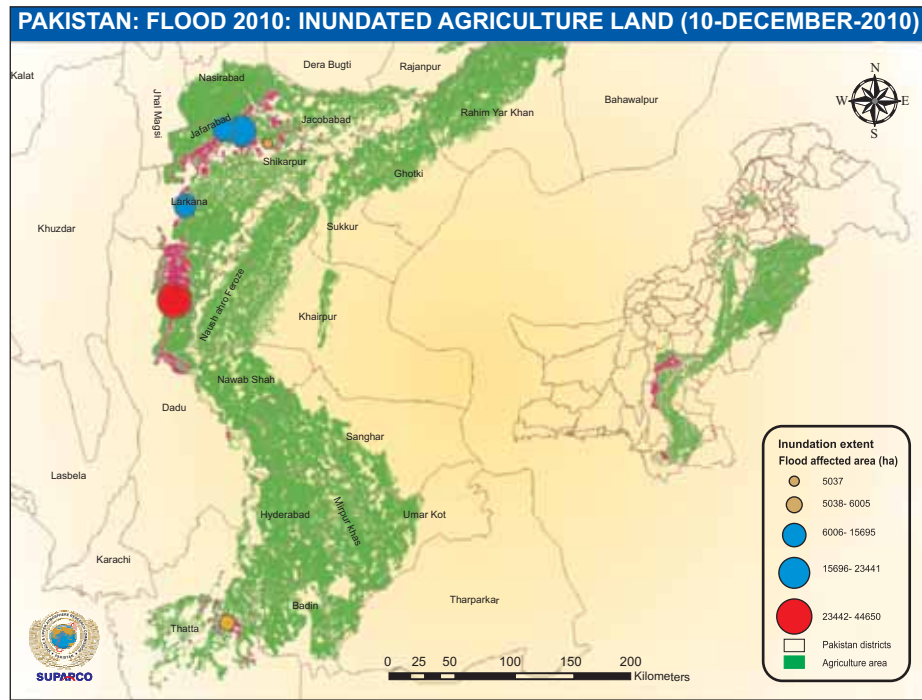 PAKISTAN: FLOOD 2010: INUNDATED AGRICULTURE LAND (10-DECEMBER-2010)
Kalat
Dera Bugti
Rajanpur
Nasirabad
Bahawalpur
Jhal Magsi
Rahim Yar Khan
Jafarabad
Jacobabad
Shikarpur
Ghotki
Larkana
Sukkur
Khuzdar
Naush ahro Feroze
Khairpur
Nawab Shah
Dadu
Sanghar
Lasbela
Hyderabad
Mirpur khas
Umar Kot
Karachi
Badin
Tharparkar
Thatta
N
W E
S
Inundation extent
Flood affected area (ha)
5037
5038- 6005
6006- 15695
15696- 23441
23442- 44650
Pakistan districts
Agriculture area
0 25 50 100 150 200
Kilometers
SUPARCO